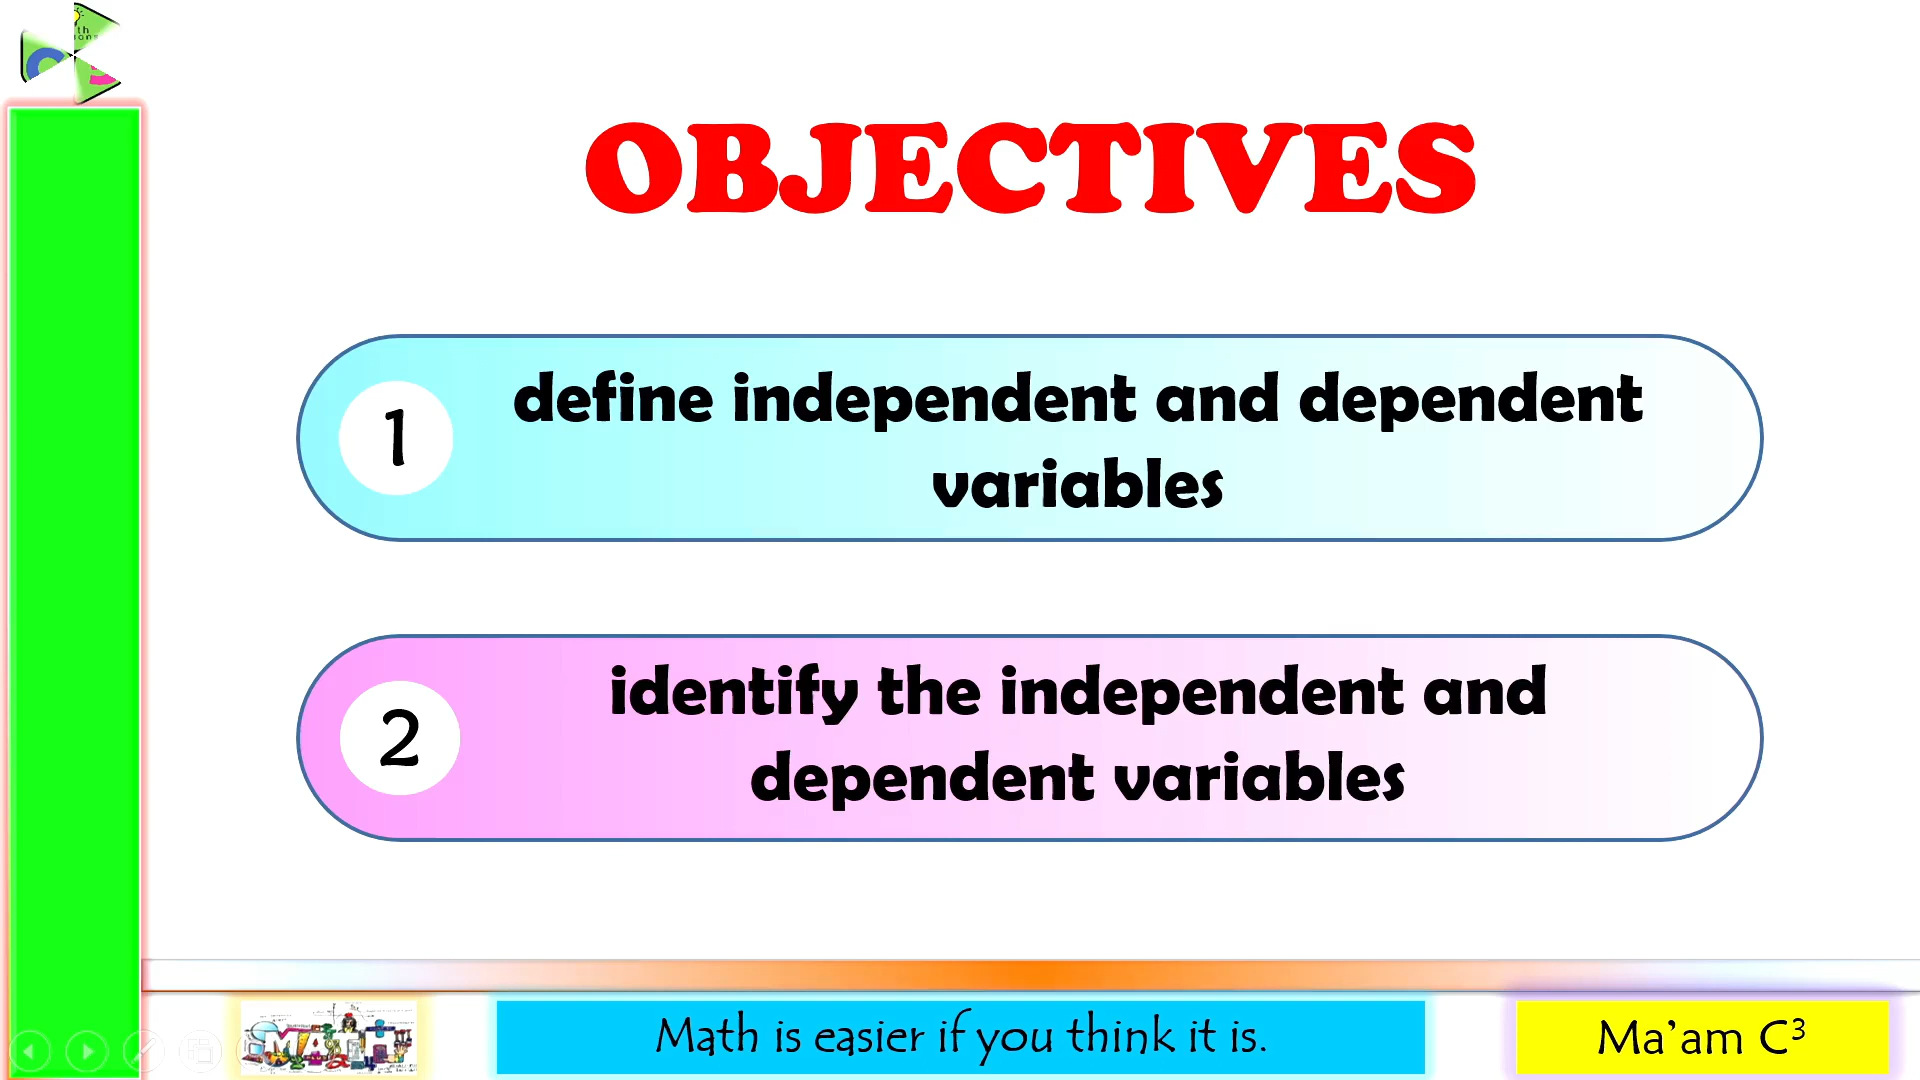 OBJECTIVES
1
define independent and dependent
variables
2
identify the independent and
dependent variables
MATH
Math is easier if you think it is.
Ma’am C³